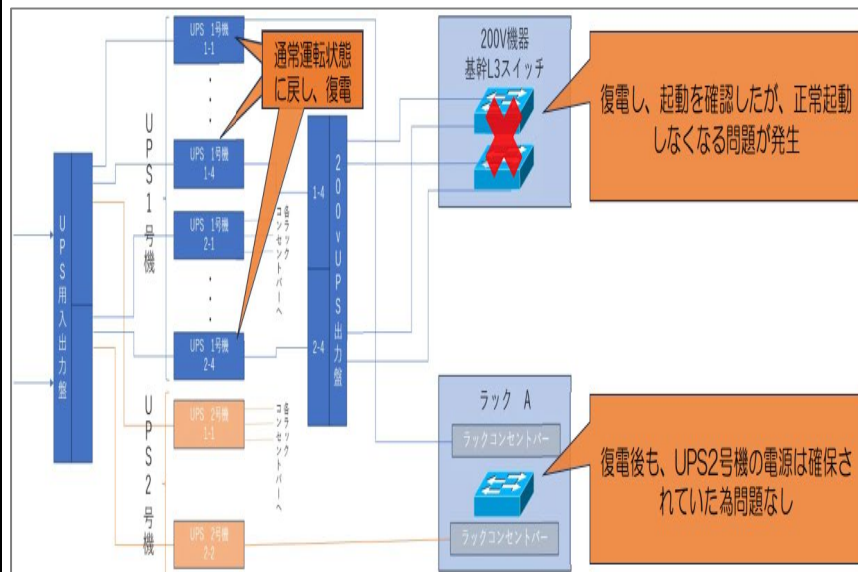 UPS 1号機
1-1
通常運転状態
に戻し、復電
200V機器
基幹L3スイッチ
復電し、起動を確認したが、正常起動
しなくなる問題が発生
UPS1号機
UPS 1号機
1-4
UPS用入出力盤
UPS 1号機
2-1
各ラック
コンセントバーへ
200vUPS出力盤
1-4
2-4
UPS 1号機
2-4
UPS2号機
UPS 2号機
1-1
各ラック
コンセントバーへ
UPS 2号機
2-2
ラック A
ラックコンセントバー
ラックコンセントバー
復電後も、UPS2号機の電源は確保さ
れていた為問題なし